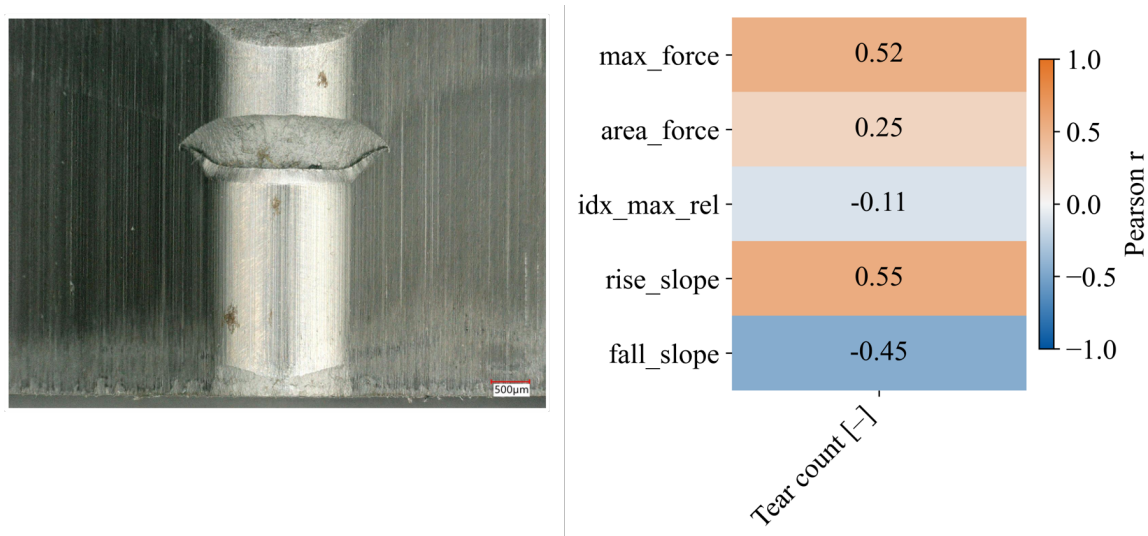 500μm
max_force
0.52
area_force
0.25
idx_max_rel
-0.11
rise_slope
0.55
fall_slope
-0.45
Tear count [−]
1.0
0.5
0.0
−0.5
−1.0
Pearson r